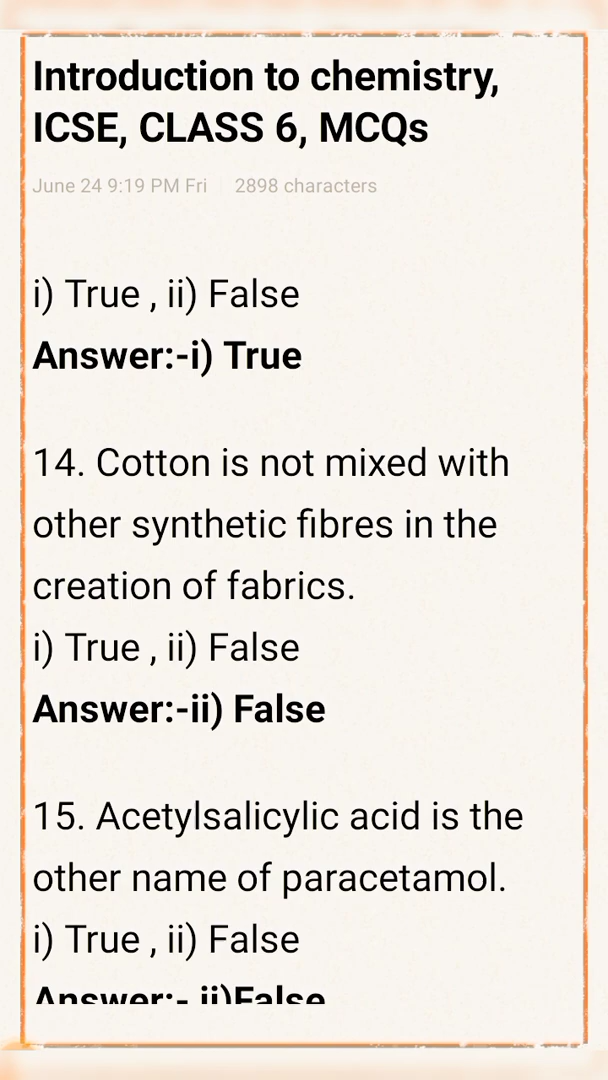 Introduction to chemistry,
ICSE, CLASS 6, MCQs
June 24 9:19 PM Fri | 2898 characters
i) True , ii) False
Answer:-i) True
14. Cotton is not mixed with
other synthetic fibres in the
creation of fabrics.
i) True , ii) False
Answer:-ii) False
15. Acetylsalicylic acid is the
other name of paracetamol.
i) True , ii) False
Answer:- ii)False